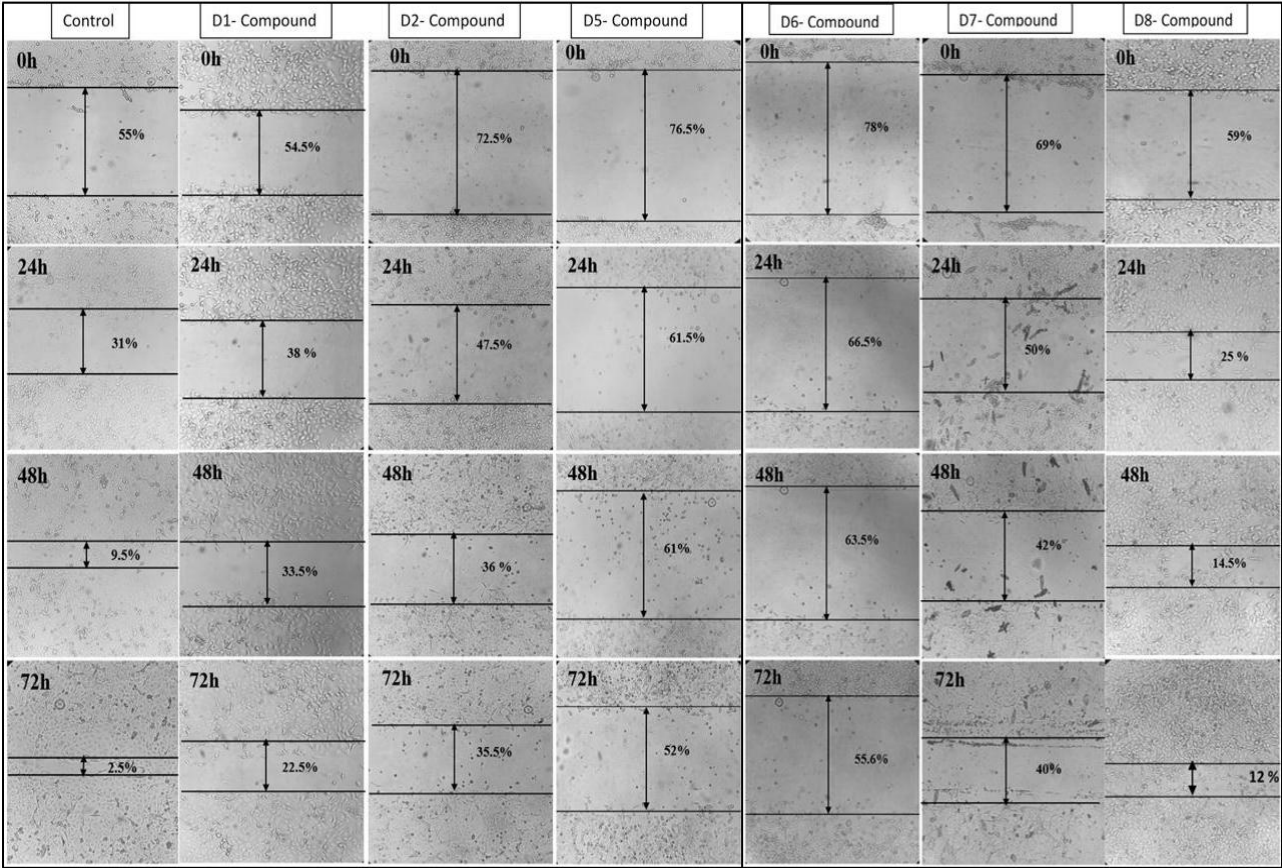 Control D1- Compound D2- Compound D5- Compound D6- Compound D7- Compound D8- Compound
0h 0h 0h 0h 0h 0h 0h
55% 54.5% 72.5% 76.5% 78% 69% 59%
24h 24h 24h 24h 24h 24h 24h
31% 38 % 47.5% 61.5% 66.5% 50% 25 %
48h 48h 48h 48h 48h 48h 48h
9.5% 33.5% 36 % 61% 63.5% 42% 14.5%
72h 72h 72h 72h 72h 72h 72h
2.5% 22.5% 35.5% 52% 55.6% 40% 12 %